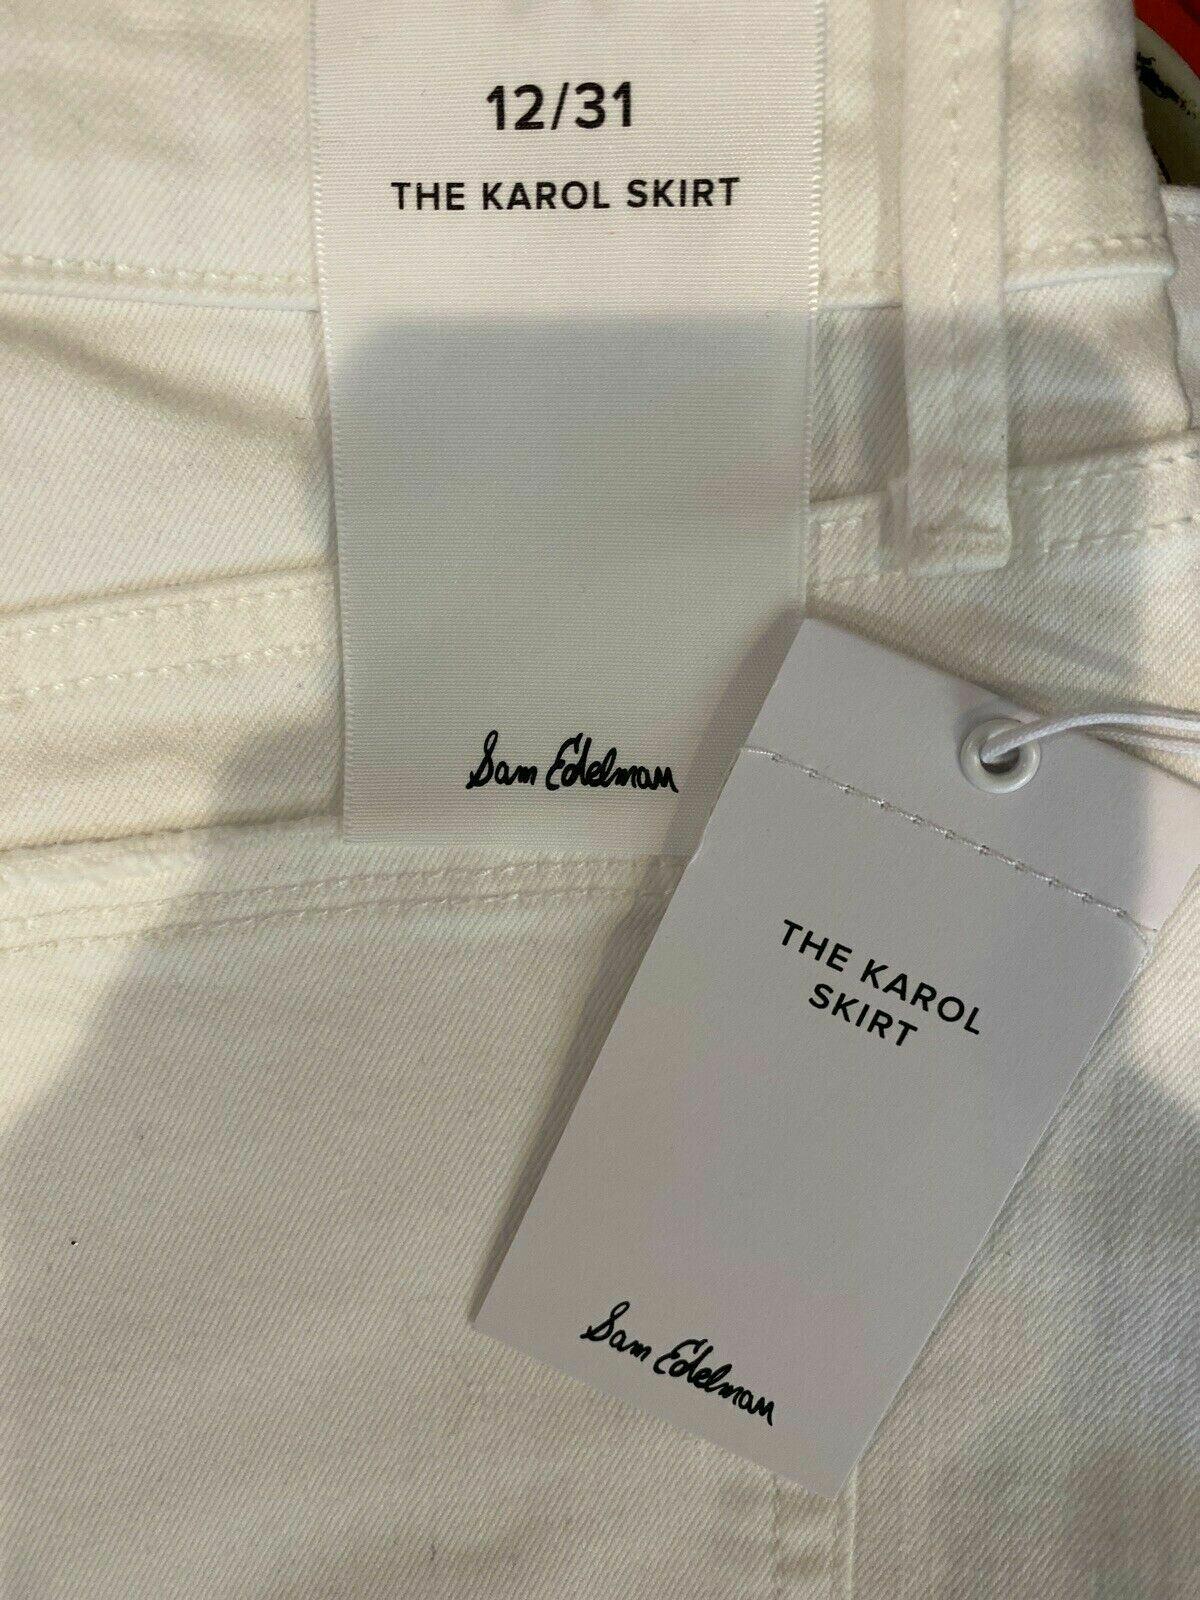 12/31
THE KAROL SKIRT
Sam Edelman
THE KAROL
SKIRT
Sam Edelman